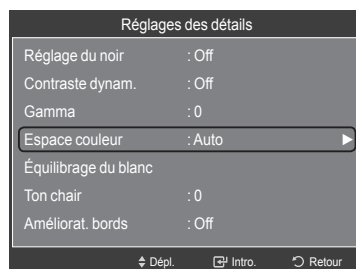 Réglages des détails
Réglage du noir : Off
Contraste dynam. : Off
Gamma : 0
Espace couleur : Auto
Équilibrage du blanc
Ton chair : 0
Améliorat. bords : Off
Dépl. Intro. Retour